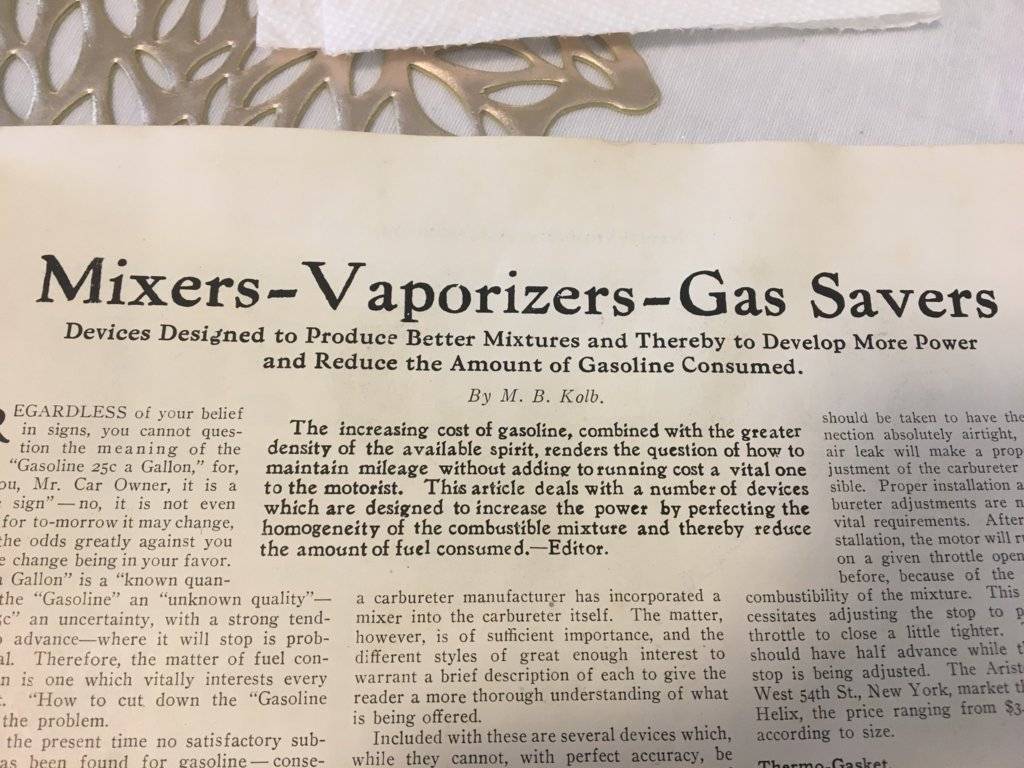 Mixers-Vaporizers-Gas Savers
Devices Designed to Produce Better Mixtures and Thereby to Develop More Power
and Reduce the Amount of Gasoline Consumed.
By M. B. Kolb.
EGARDLESS of your belief
in signs, you cannot ques-
tion the meaning of the
"Gasoline 25c a Gallon," for,
ou, Mr. Car Owner, it is a
sign"—no, it is not even
for to-morrow it may change,
the odds greatly against you
change being in your favor.
Gallon" is a "known quan-
the "Gasoline" an "unknown quality"—
5c" an uncertainty, with a strong tend-
advance—where it will stop is prob-
al. Therefore, the matter of fuel con-
n is one which vitally interests every
"How to cut down the "Gasoline
the problem.
the present time no satisfactory sub-
as been found for gasoline—conse-
The increasing cost of gasoline, combined with the greater
density of the available spirit, renders the question of how to
maintain mileage without adding to running cost a vital one
to the motorist. This article deals with a number of devices
which are designed to increase the power by perfecting the
homogeneity of the combustible mixture and thereby reduce
the amount of fuel consumed.—Editor.
a carbureter manufacturer has incorporated a
mixer into the carbureter itself. The matter,
however, is of sufficient importance, and the
different styles of great enough interest to
warrant a brief description of each to give the
reader a more thorough understanding of what
is being offered.
Included with these are several devices which,
while they cannot, with perfect accuracy, be
should be taken to have the
nection absolutely airtight,
air leak will make a prop
justment of the carbureter
sible. Proper installation a
bureter adjustments are n
vital requirements. After
stallation, the motor will r
on a given throttle open
before, because of the
combustibility of the mixture. This
cessitates adjusting the stop to p
throttle to close a little tighter.
should have half advance while t
stop is being adjusted. The Arist
West 54th St., New York, market t
Helix, the price ranging from $3
according to size.
Thermo-Gasket.